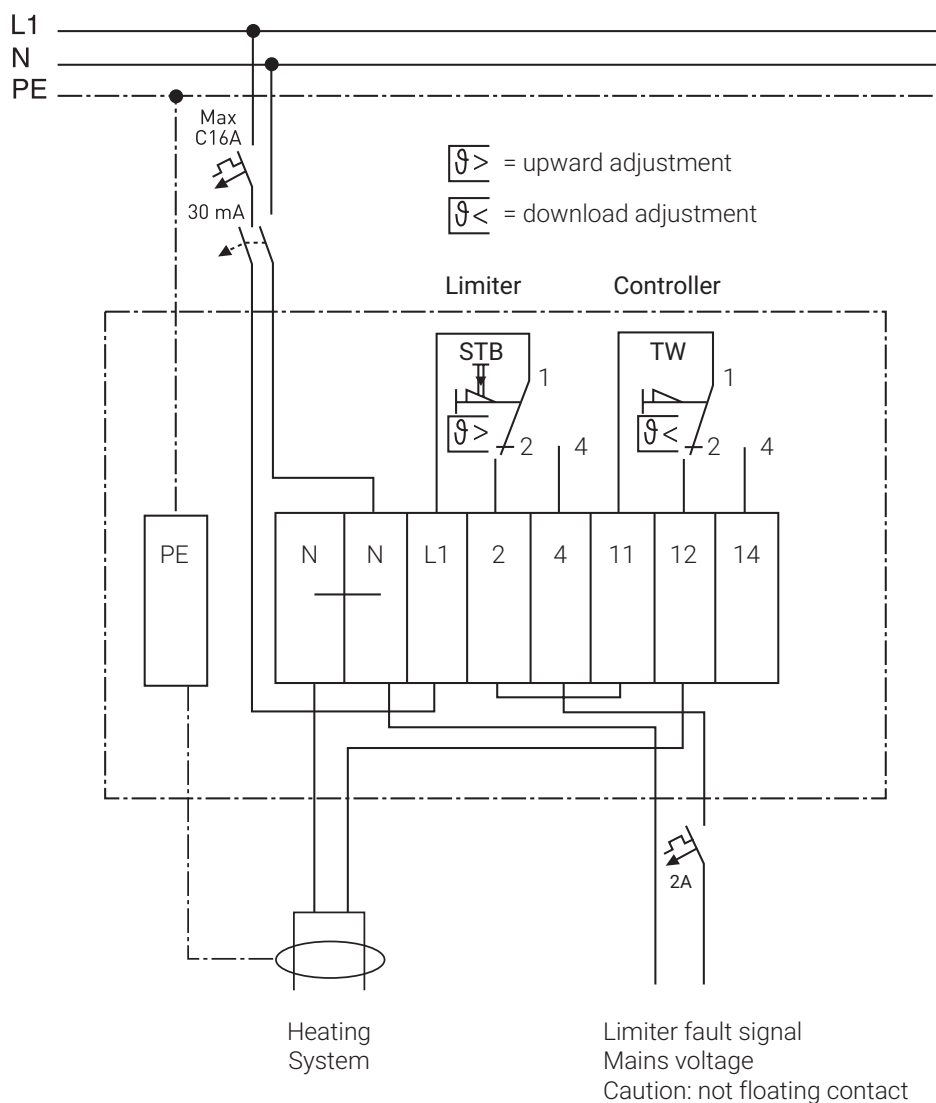 L1
N
PE
Max
C16A
30 mA
ϑ> = upward adjustment
ϑ< = download adjustment
Limiter Controller
STB TW
1 1
ϑ> 2 4 ϑ< 2 4
PE N N L1 2 4 11 12 14
2A
Heating
System
Limiter fault signal
Mains voltage
Caution: not floating contact